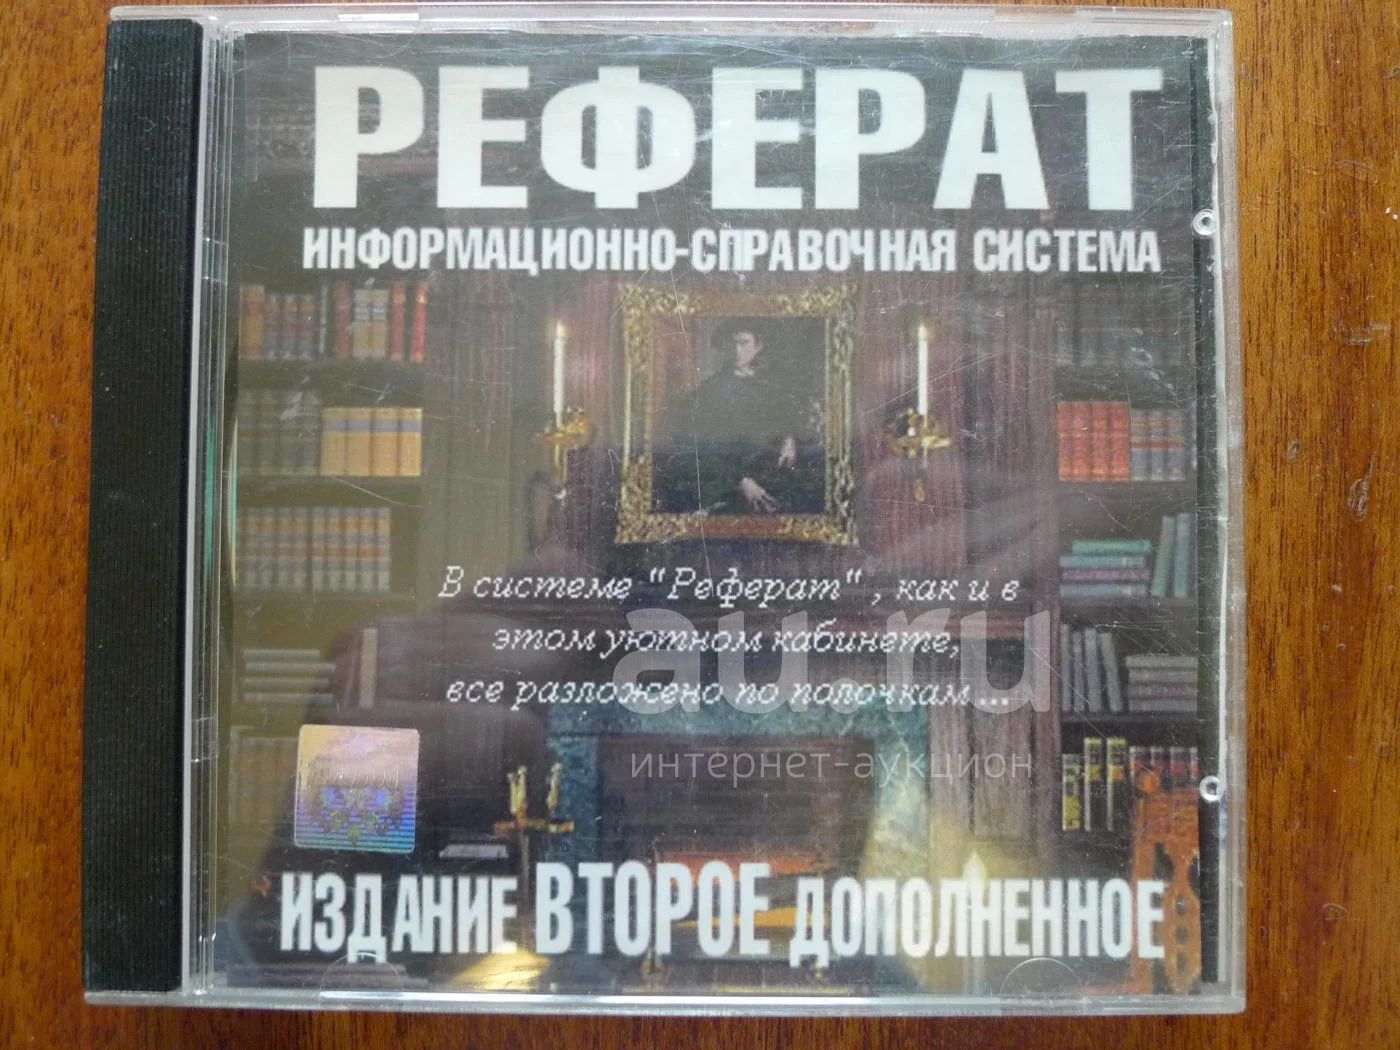 РЕФЕРАТ
ИНФОРМАЦИОННО-СПРАВОЧНАЯ СИСТЕМА
В системе "Реферат" , как и в
этом уютном кабинете,
все разложено по полочкам ...
au.ru
интернет-аукцион
ИЗДАНИЕ ВТОРОЕ ДОПОЛНЕННОЕ